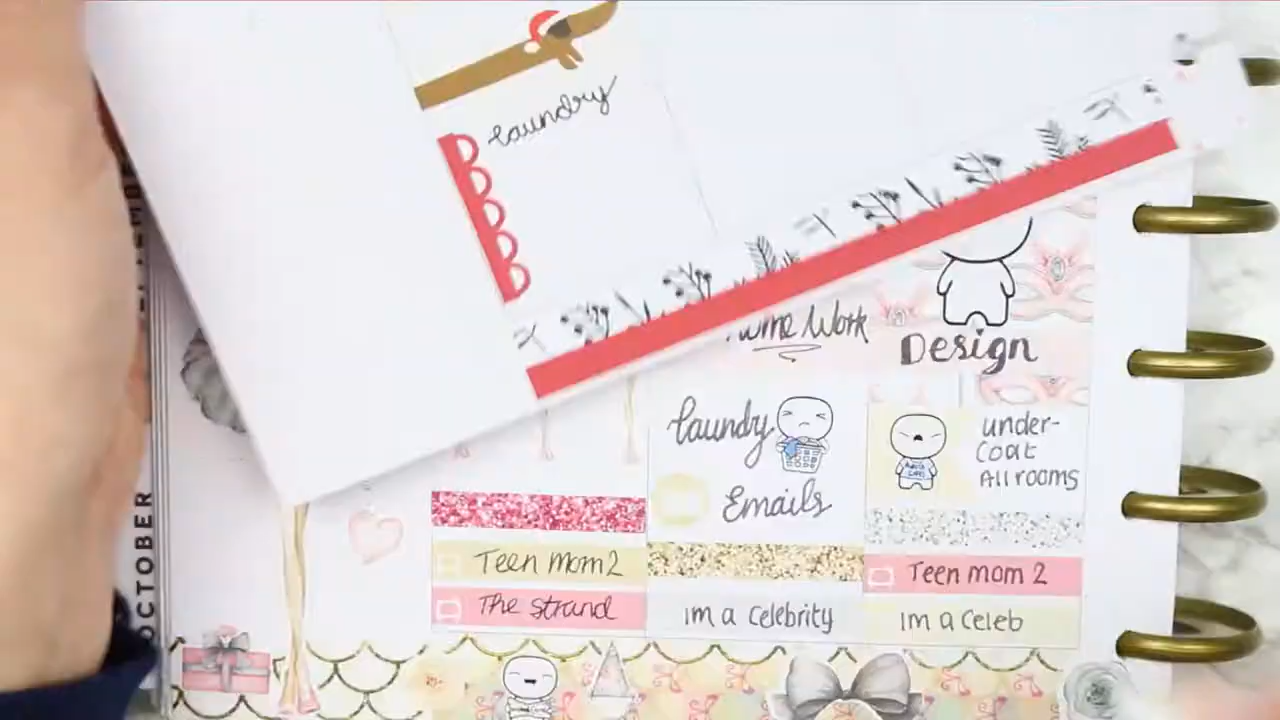 laundry
Work
Design
laundy
under-
Coat
All rooms
Emails
Teen Mom 2
The strand
im a celebrity
Teen mom 2
im a celeb
OCTOBER